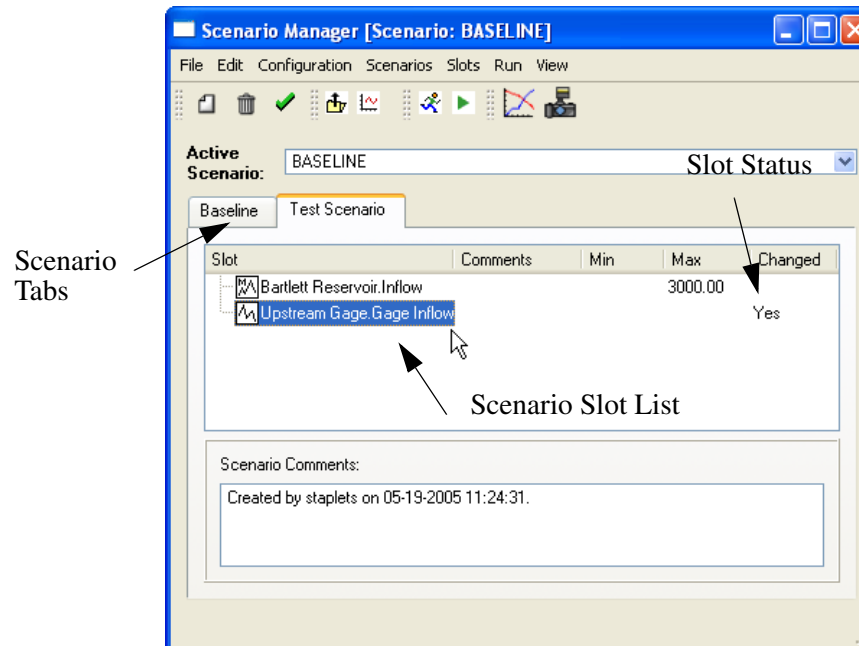 Scenario Manager [Scenario: BASELINE]
File Edit Configuration Scenarios Slots Run View
Active
Scenario:
BASELINE
Slot Status
Baseline Test Scenario
Scenario
Tabs
Slot Comments Min Max Changed
Bartlett Reservoir.Inflow 3000.00
Upstream Gage.Gage Inflow Yes
Scenario Slot List
Scenario Comments:
Created by staplets on 05-19-2005 11:24:31.